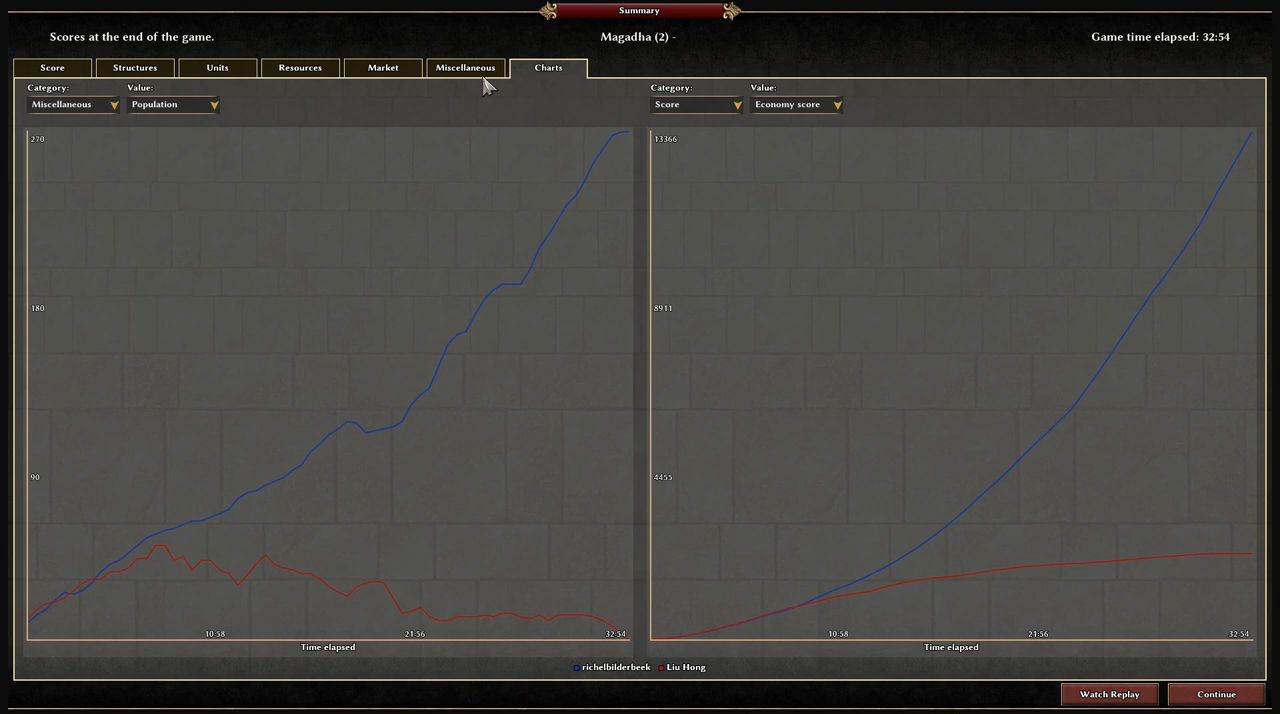 Summary
Scores at the end of the game.
Magadha (2) -
Game time elapsed: 32:54
Score
Structures
Units
Resources
Market
Miscellaneous
Charts
Category:
Value:
Miscellaneous
Population
Category:
Value:
Score
Economy score
270
180
90
10:58
21:56
32:54
Time elapsed
13366
8911
4455
10:58
21:56
32:54
Time elapsed
richelbilderbeek
Liu Hong
Watch Replay
Continue